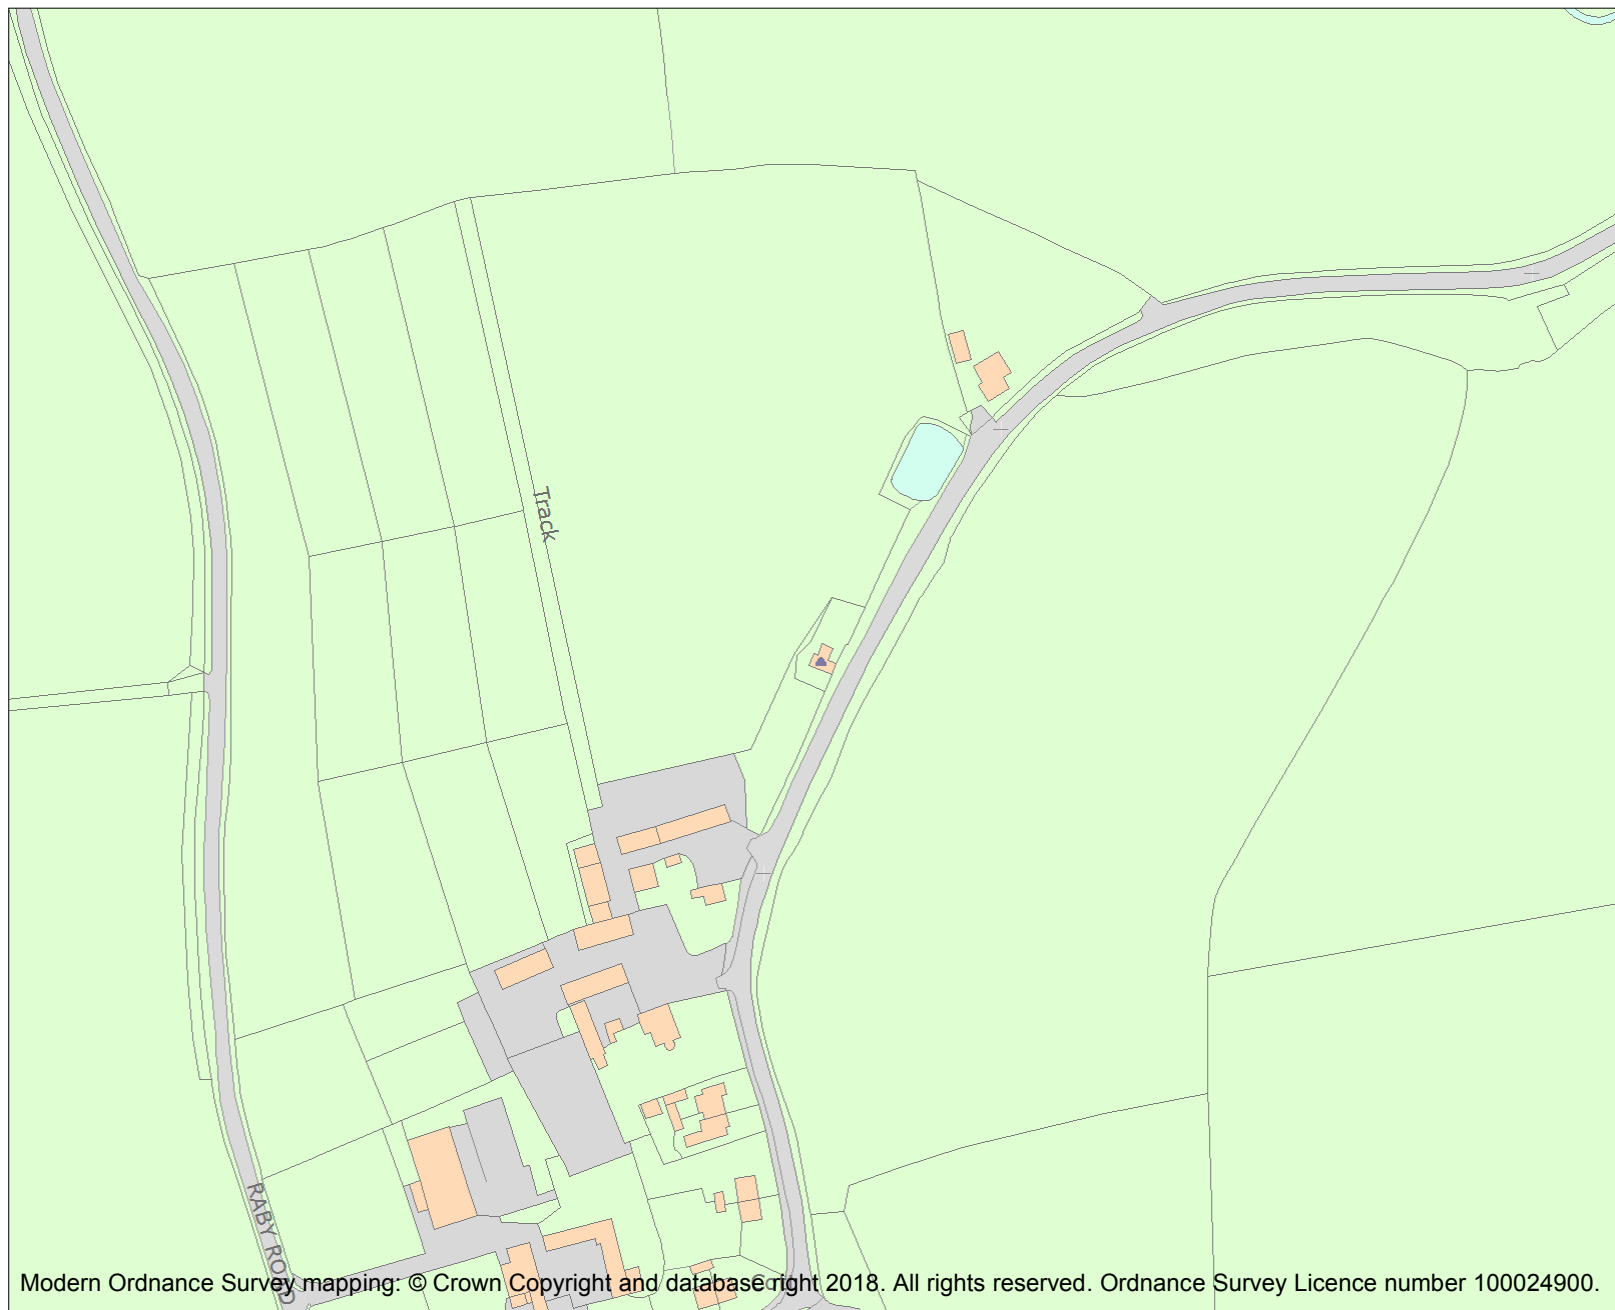 Track
RABY ROAD
Modern Ordnance Survey mapping: © Crown Copyright and database right 2018. All rights reserved. Ordnance Survey Licence number 100024900.